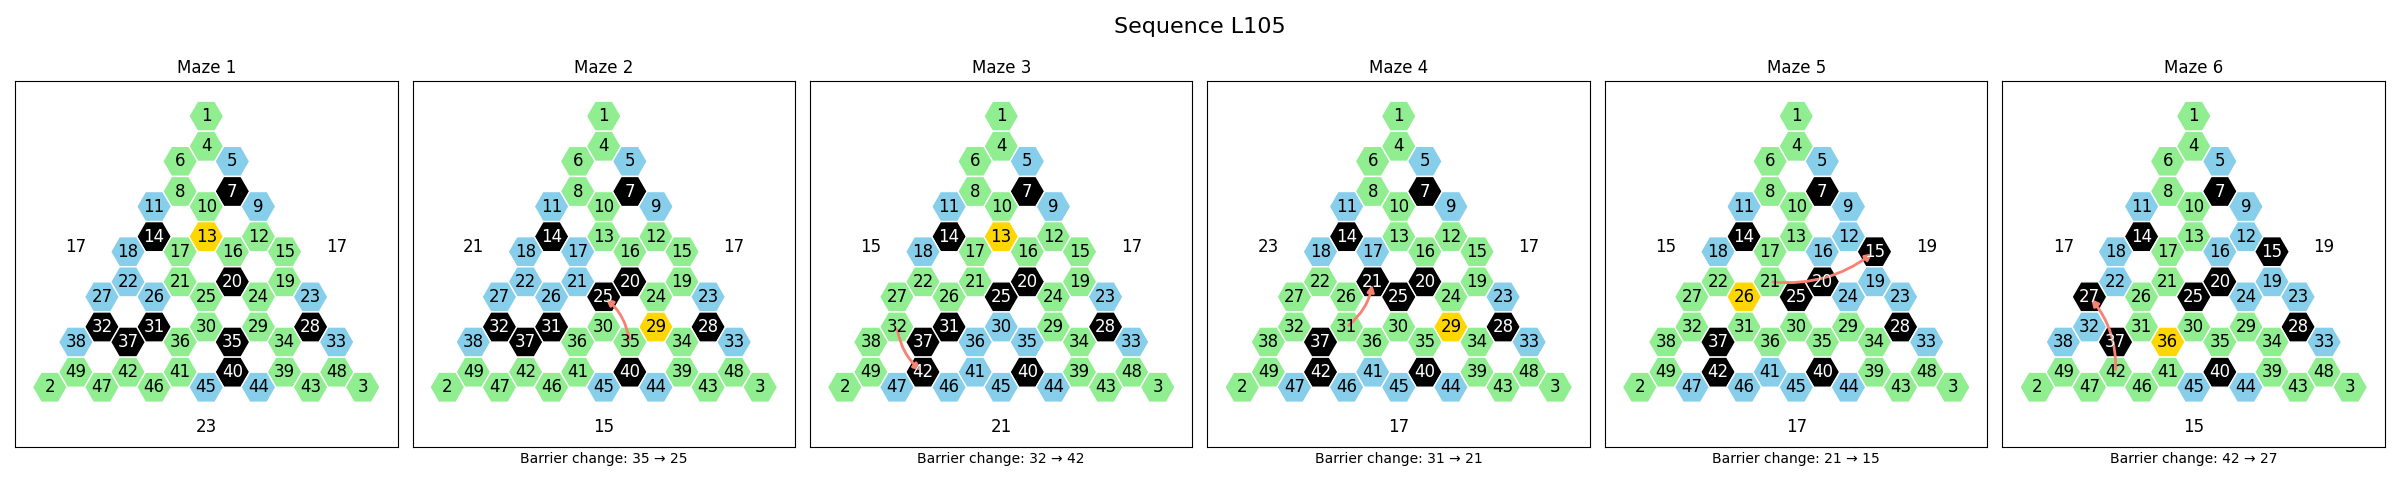 Sequence L105
Maze 1 Maze 2 Maze 3 Maze 4 Maze 5 Maze 6
1 1 1 1 1 1
4 4 4 4 4 4
6 5 6 5 6 5 6 5 6 5 6 5
8 7 8 7 8 7 8 7 8 7 8 7
11 10 9 11 10 9 11 10 9 11 10 9 11 10 9 11 10 9
14 13 12 14 13 12 14 13 12 14 13 12 14 13 12 14 13 12
17 18 17 16 15 17 21 18 17 16 15 17 15 18 17 16 15 17 23 18 17 16 15 17 15 18 17 16 15 19 17 18 17 16 15 19
22 21 20 19 22 21 20 19 22 21 20 19 22 21 20 19 22 21 20 19 22 21 20 19
27 26 25 24 23 27 26 25 24 23 27 26 25 24 23 27 26 25 24 23 27 26 25 24 23 27 26 25 24 23
32 31 30 29 28 32 31 30 29 28 32 31 30 29 28 32 31 30 29 28 32 31 30 29 28 32 31 30 29 28
38 37 36 35 34 33 38 37 36 35 34 33 38 37 36 35 34 33 38 37 36 35 34 33 38 37 36 35 34 33 38 37 36 35 34 33
49 42 41 40 39 48 49 42 41 40 39 48 49 42 41 40 39 48 49 42 41 40 39 48 49 42 41 40 39 48 49 42 41 40 39 48
2 47 46 45 44 43 3 2 47 46 45 44 43 3 2 47 46 45 44 43 3 2 47 46 45 44 43 3 2 47 46 45 44 43 3 2 47 46 45 44 43 3
23 15 21 17 17 15
Barrier change: 35 → 25 Barrier change: 32 → 42 Barrier change: 31 → 21 Barrier change: 21 → 15 Barrier change: 42 → 27